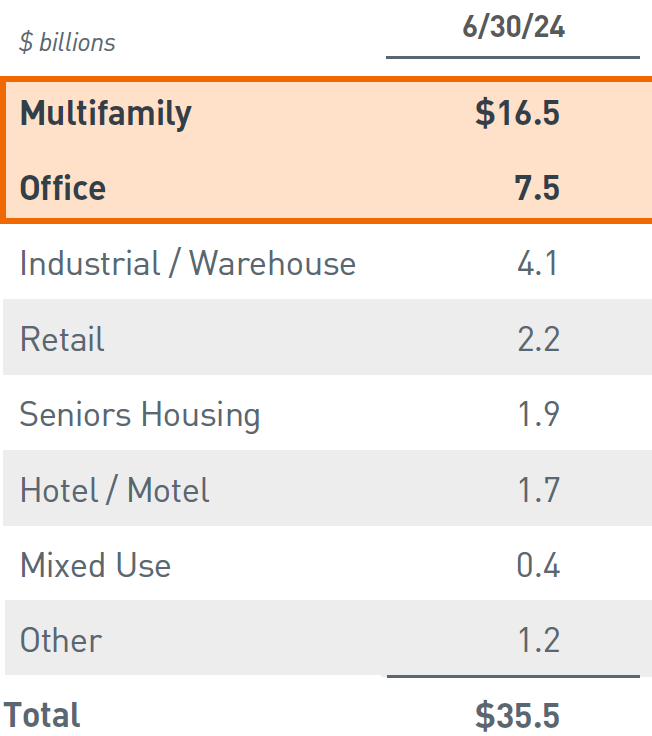 $ billions 6/30/24
Multifamily $16.5
Office 7.5
Industrial / Warehouse 4.1
Retail 2.2
Seniors Housing 1.9
Hotel / Motel 1.7
Mixed Use 0.4
Other 1.2
Total $35.5